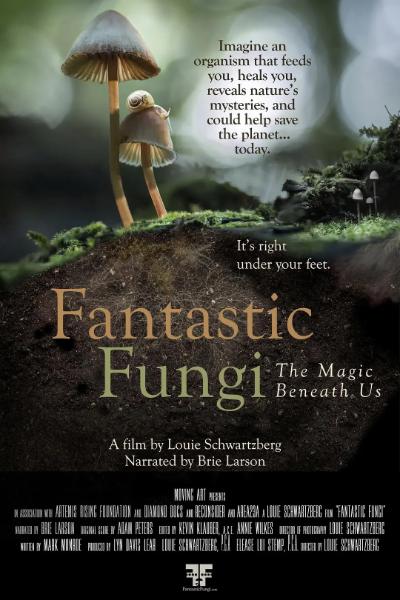 Imagine an
organism that feeds
you, heals you,
reveals nature's
mysteries, and
could help save
the planet...
today.
It's right
under your feet.
Fantastic
Fungi
The Magic
Beneath Us
A film by Louie Schwartzberg
Narrated by Brie Larson
MOVING ART PRESENTS
IN ASSOCIATION WITH ARTEMIS RISING FOUNDATION AND DIAMOND DOCS AND RECONSIDER AND AREA23A A LOUIE SCHWARTZBERG FILM "FANTASTIC FUNGI"
NARRATED BY BRIE LARSON ORIGINAL SCORE BY ADAM PETERS EDITED BY KEVIN KLAUBER, A.C.E. ANNIE WILKES DIRECTOR OF PHOTOGRAPHY LOUIE SCHWARTZBERG
WRITTEN BY MARK MONROE PRODUCED BY LYN DAVIS LEAR LOUIE SCHWARTZBERG, ELEASE LUI STEMP, DIRECTED BY LOUIE SCHWARTZBERG
fantasticfungi.com